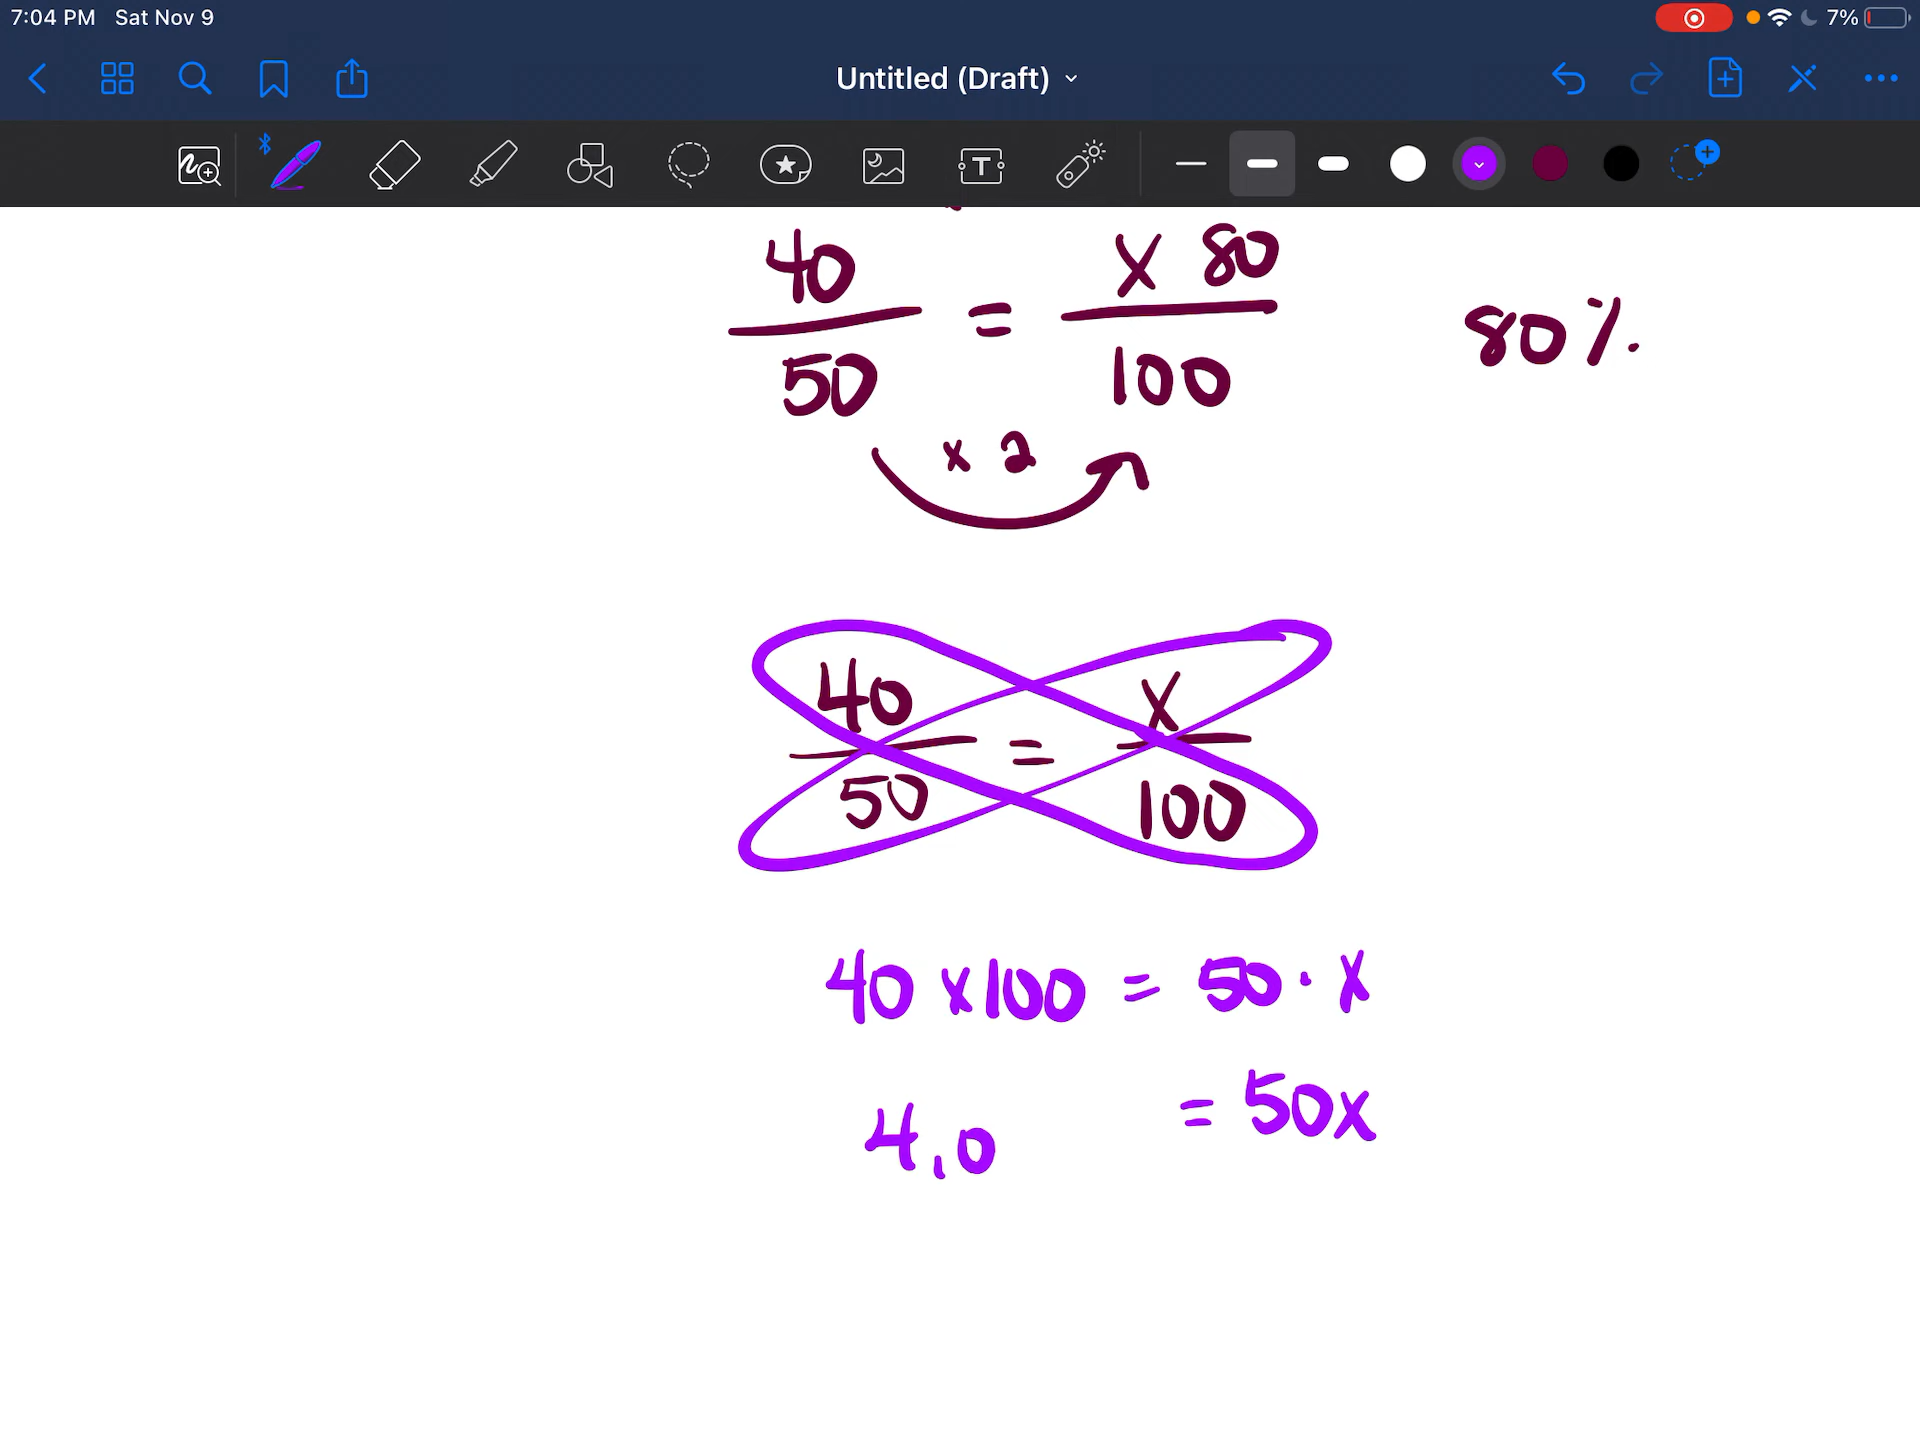 7:04 PM Sat Nov 9 7%
Untitled (Draft)
T
40 = x 80
50 100
80%.
x 2
40 = x
50 100
40 x 100 = 50 · x
4,0 = 50x